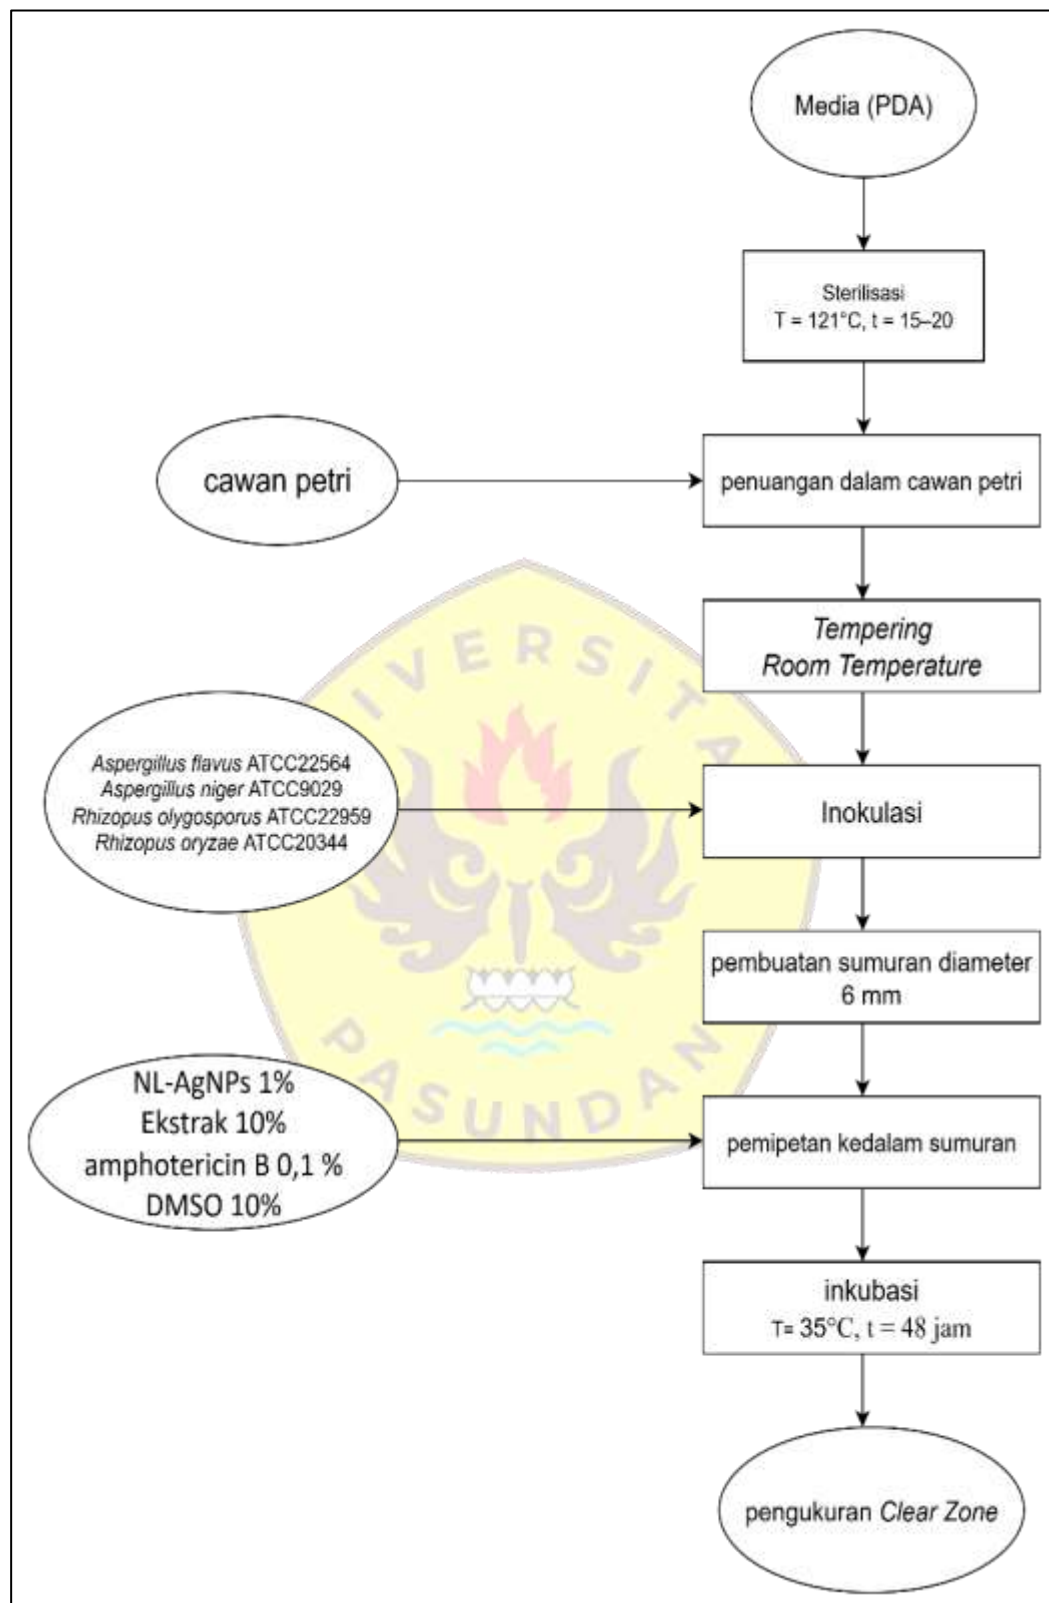 Media (PDA)
Sterilisasi
T = 121°C, t = 15–20
cawan petri
penuangan dalam cawan petri
Tempering
Room Temperature
Aspergillus flavus ATCC22564
Aspergillus niger ATCC9029
Rhizopus olygosporus ATCC22959
Rhizopus oryzae ATCC20344
Inokulasi
pembuatan sumuran diameter
6 mm
NL-AgNPs 1%
Ekstrak 10%
amphotericin B 0,1 %
DMSO 10%
pemipetan kedalam sumuran
inkubasi
T= 35°C, t = 48 jam
pengukuran Clear Zone
IVERSITA
PASUNDAN